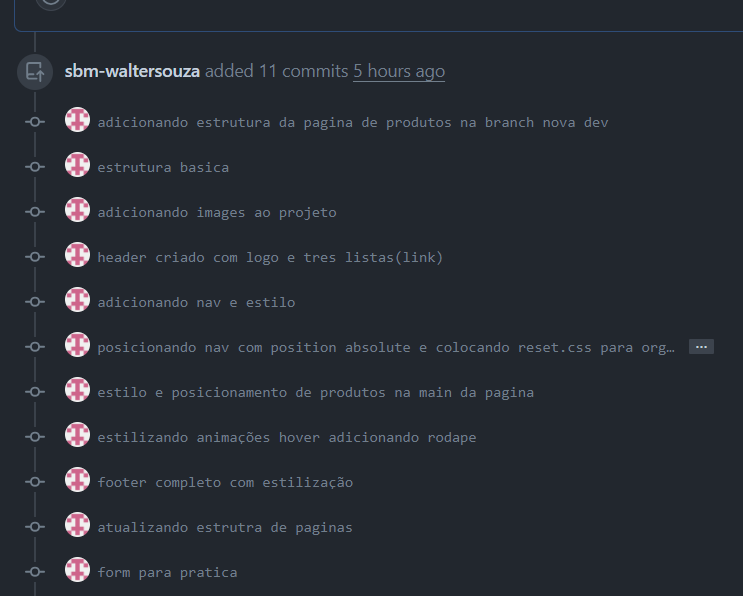 sbm-waltersouza added 11 commits 5 hours ago
adicionando estrutura da pagina de produtos na branch nova dev
estrutura basica
adicionando images ao projeto
header criado com logo e tres listas(link)
adicionando nav e estilo
posicionando nav com position absolute e colocando reset.css para org… ...
estilo e posicionamento de produtos na main da pagina
estilizando animações hover adicionando rodape
footer completo com estilização
atualizando estrutra de paginas
form para pratica